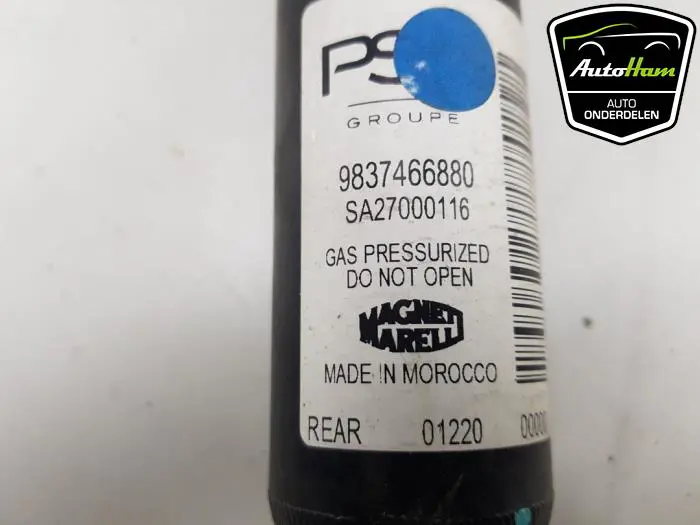 PS
GROUPE
9837466880
SA27000116
GAS PRESSURIZED
DO NOT OPEN
MAGNETI
MARELLI
MADE IN MOROCCO
REAR 01220 00000
AutoHam
AUTO
ONDERDELEN